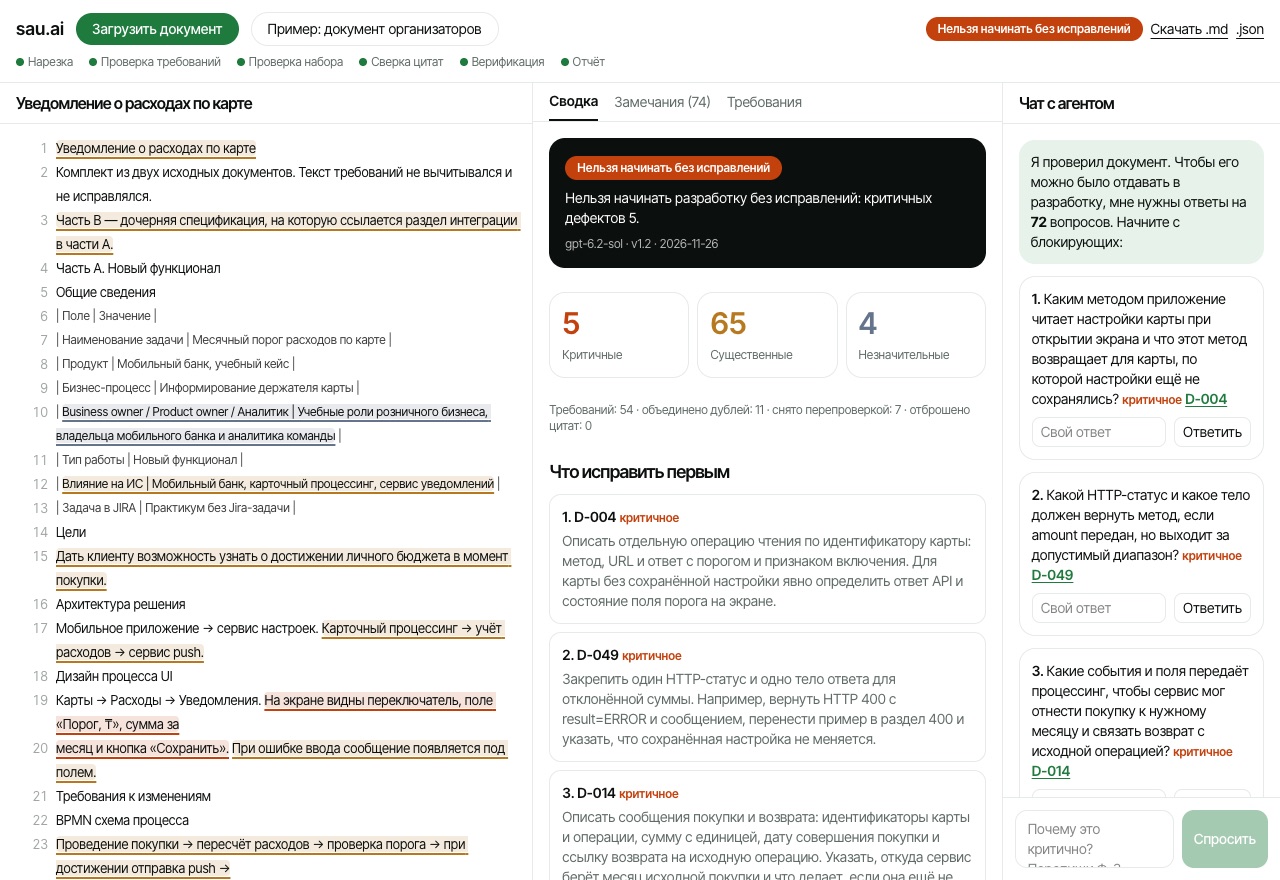 sau.ai
Загрузить документ
Пример: документ организаторов
Нельзя начинать без исправлений
Скачать .md
.json
Нарезка
Проверка требований
Проверка набора
Сверка цитат
Верификация
Отчёт
Уведомление о расходах по карте
1 Уведомление о расходах по карте
2 Комплект из двух исходных документов. Текст требований не вычитывался и
не исправлялся.
3 Часть B — дочерняя спецификация, на которую ссылается раздел интеграции
в части A.
4 Часть A. Новый функционал
5 Общие сведения
6 | Поле | Значение |
7 | Наименование задачи | Месячный порог расходов по карте |
8 | Продукт | Мобильный банк, учебный кейс |
9 | Бизнес-процесс | Информирование держателя карты |
10 | Business owner / Product owner / Аналитик | Учебные роли розничного бизнеса,
владельца мобильного банка и аналитика команды |
11 | Тип работы | Новый функционал |
12 | Влияние на ИС | Мобильный банк, карточный процессинг, сервис уведомлений |
13 | Задача в JIRA | Практикум без Jira-задачи |
14 Цели
15 Дать клиенту возможность узнать о достижении личного бюджета в момент
покупки.
16 Архитектура решения
17 Мобильное приложение → сервис настроек. Карточный процессинг → учёт
расходов → сервис push.
18 Дизайн процесса UI
19 Карты → Расходы → Уведомления. На экране видны переключатель, поле
«Порог, ₸», сумма за
20 месяц и кнопка «Сохранить». При ошибке ввода сообщение появляется под
полем.
21 Требования к изменениям
22 BPMN схема процесса
23 Проведение покупки → пересчёт расходов → проверка порога → при
достижении отправка push →
Сводка
Замечания (74)
Требования
Нельзя начинать без исправлений
Нельзя начинать разработку без исправлений: критичных
дефектов 5.
gpt-6.2-sol · v1.2 · 2026-11-26
5
Критичные
65
Существенные
4
Незначительные
Требований: 54 · объединено дублей: 11 · снято перепроверкой: 7 · отброшено
цитат: 0
Что исправить первым
1. D-004 критичное
Описать отдельную операцию чтения по идентификатору карты:
метод, URL и ответ с порогом и признаком включения. Для
карты без сохранённой настройки явно определить ответ API и
состояние поля порога на экране.
2. D-049 критичное
Закрепить один HTTP-статус и одно тело ответа для
отклонённой суммы. Например, вернуть HTTP 400 с
result=ERROR и сообщением, перенести пример в раздел 400 и
указать, что сохранённая настройка не меняется.
3. D-014 критичное
Описать сообщения покупки и возврата: идентификаторы карты
и операции, сумму с единицей, дату совершения покупки и
ссылку возврата на исходную операцию. Указать, откуда сервис
берёт месяц исходной покупки и что делает, если она ещё не
Чат с агентом
Я проверил документ. Чтобы его
можно было отдавать в
разработку, мне нужны ответы на
72 вопросов. Начните с
блокирующих:
1. Каким методом приложение
читает настройки карты при
открытии экрана и что этот метод
возвращает для карты, по
которой настройки ещё не
сохранялись? критичное D-004
Свой ответ
Ответить
2. Какой HTTP-статус и какое тело
должен вернуть метод, если
amount передан, но выходит за
допустимый диапазон? критичное
D-049
Свой ответ
Ответить
3. Какие события и поля передаёт
процессинг, чтобы сервис мог
отнести покупку к нужному
месяцу и связать возврат с
исходной операцией? критичное
D-014
Почему это
критично?
Спросить